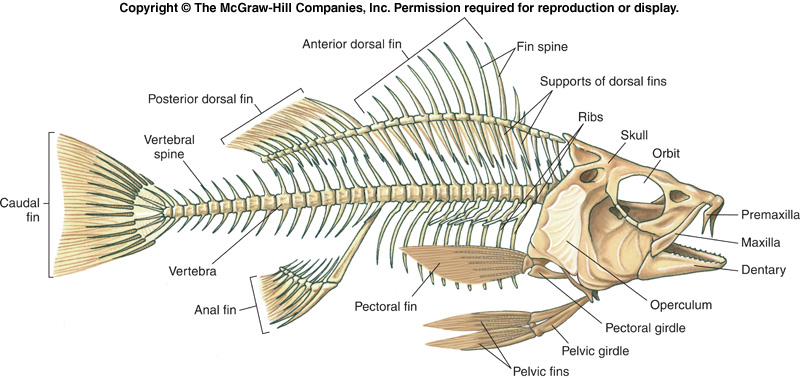 Copyright © The McGraw-Hill Companies, Inc. Permission required for reproduction or display.
Anterior dorsal fin
Fin spine
Posterior dorsal fin
Supports of dorsal fins
Ribs
Vertebral
spine
Skull
Orbit
Caudal
fin
Premaxilla
Maxilla
Vertebra
Dentary
Anal fin
Pectoral fin
Operculum
Pectoral girdle
Pelvic girdle
Pelvic fins